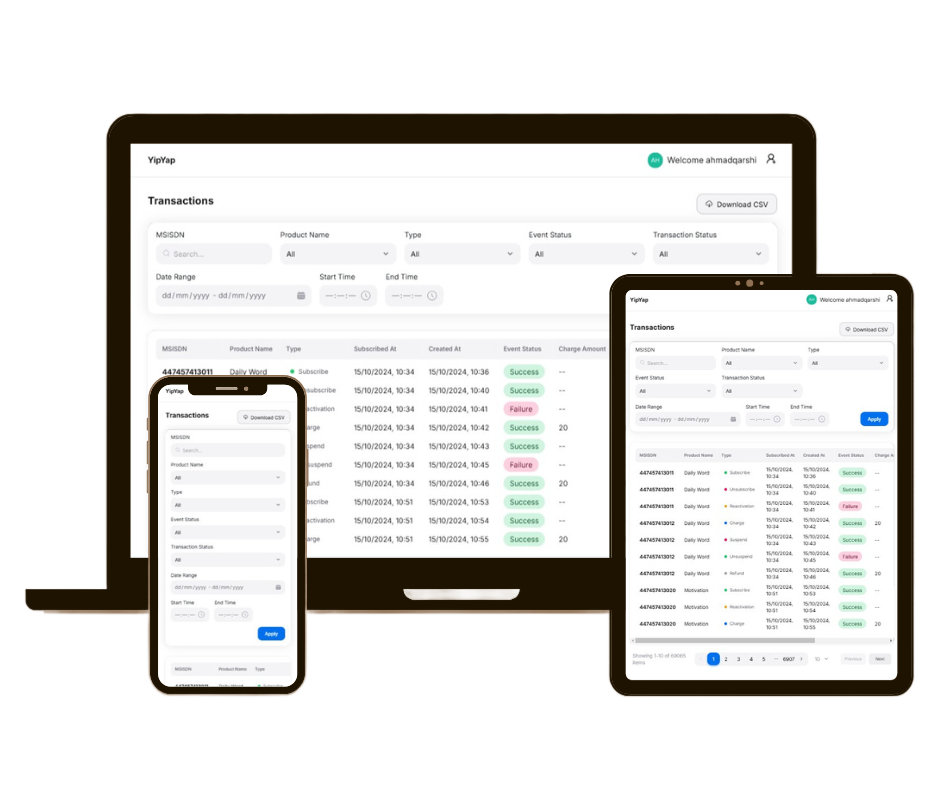 YipYap
AH Welcome ahmadqarshi
Transactions
Download CSV
MSISDN Product Name Type Event Status Transaction Status
Search... All All All All
Date Range Start Time End Time
dd/mm/yyyy – dd/mm/yyyy --:--:-- --:--:--
MSISDN Product Name Type Subscribed At Created At Event Status Charge Amount
447457413011 Daily Word Subscribe 15/10/2024, 10:34 15/10/2024, 10:36 Success --
subscribe 15/10/2024, 10:34 15/10/2024, 10:40 Success --
activation 15/10/2024, 10:34 15/10/2024, 10:41 Failure --
arge 15/10/2024, 10:34 15/10/2024, 10:42 Success 20
spend 15/10/2024, 10:34 15/10/2024, 10:43 Success --
suspend 15/10/2024, 10:34 15/10/2024, 10:45 Failure --
und 15/10/2024, 10:34 15/10/2024, 10:46 Success 20
bscribe 15/10/2024, 10:51 15/10/2024, 10:53 Success --
activation 15/10/2024, 10:51 15/10/2024, 10:54 Success --
arge 15/10/2024, 10:51 15/10/2024, 10:55 Success 20
YipYap
Transactions
Download CSV
MSISDN
Search...
Product Name
All
Type
All
Event Status
All
Transaction Status
All
Date Range
dd/mm/yyyy – dd/mm/yyyy
Start Time End Time
--:--:-- --:--:--
Apply
MSISDN Product Name Type
447457413011 Daily Word Subscribe
YipYap
AH Welcome ahmadqarshi
Transactions
Download CSV
MSISDN Product Name Type
Search... All All
Event Status Transaction Status
All All
Date Range Start Time End Time
dd/mm/yyyy – dd/mm/yyyy --:--:-- --:--:-- Apply
MSISDN Product Name Type Subscribed At Created At Event Status Charge A
447457413011 Daily Word Subscribe 15/10/2024, 10:34 15/10/2024, 10:36 Success --
447457413011 Daily Word Unsubscribe 15/10/2024, 10:34 15/10/2024, 10:40 Success --
447457413011 Daily Word Reactivation 15/10/2024, 10:34 15/10/2024, 10:41 Failure --
447457413012 Daily Word Charge 15/10/2024, 10:34 15/10/2024, 10:42 Success 20
447457413012 Daily Word Suspend 15/10/2024, 10:34 15/10/2024, 10:43 Success --
447457413012 Daily Word Unsuspend 15/10/2024, 10:34 15/10/2024, 10:45 Failure --
447457413012 Daily Word Refund 15/10/2024, 10:34 15/10/2024, 10:46 Success 20
447457413020 Motivation Subscribe 15/10/2024, 10:51 15/10/2024, 10:53 Success --
447457413020 Motivation Reactivation 15/10/2024, 10:51 15/10/2024, 10:54 Success --
447457413020 Motivation Charge 15/10/2024, 10:51 15/10/2024, 10:55 Success 20
Showing 1-10 of 69065 items
1 2 3 4 5 ··· 6907 10 Previous Next